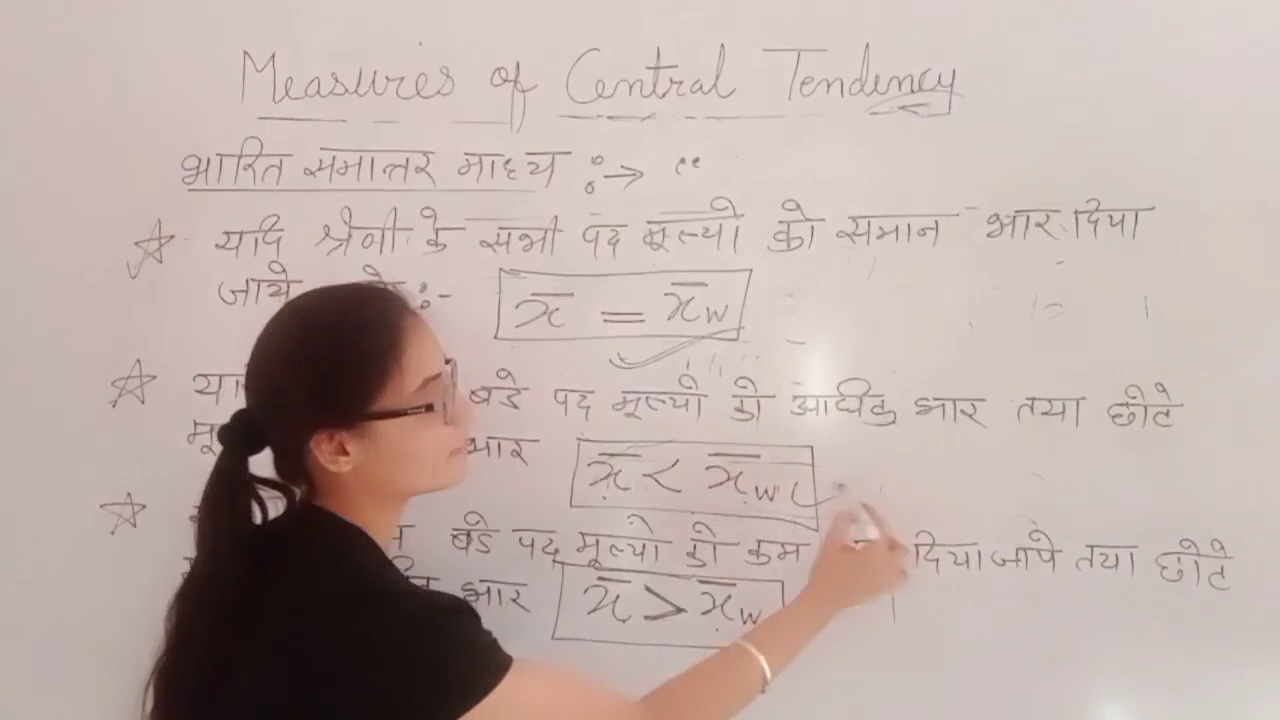 Measures of Central Tendency
भारित समान्तर माध्य :→ “
यदि श्रेणी के सभी पद मूल्यो को समान भार दिया
जाये :-
x̄ = x̄w
बडे पद मूल्यो को अधिक भार तथा छोटे
भार x̄ < x̄w
बडे पद मूल्यो को कम दिया जाये तथा छोटे
भार x̄ > x̄w